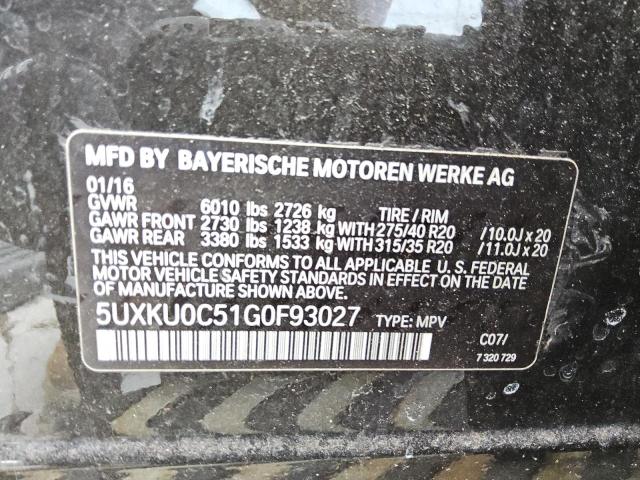 MFD BY BAYERISCHE MOTOREN WERKE AG
01/16
GVWR 6010 lbs 2726 kg TIRE / RIM
GAWR FRONT 2730 lbs 1238 kg WITH 275/40 R20 /10.0J x 20
GAWR REAR 3380 lbs 1533 kg WITH 315/35 R20 /11.0J x 20
THIS VEHICLE CONFORMS TO ALL APPLICABLE U. S. FEDERAL
MOTOR VEHICLE SAFETY STANDARDS IN EFFECT ON THE DATE
OF MANUFACTURE SHOWN ABOVE.
5UXKU0C51G0F93027 TYPE: MPV
C07/
7 320 729